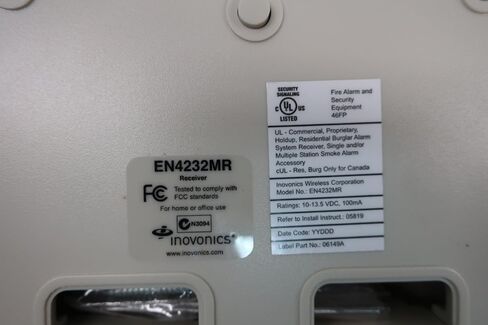 EN4232MR
Receiver
FC
Tested to comply with
FCC standards
For home or office use
N3094
inovonics
www.inovonics.com
SECURITY
SIGNALING
C UL US
LISTED
Fire Alarm and
Security
Equipment
46FP
UL - Commercial, Proprietary,
Holdup, Residential Burglar Alarm
System Receiver, Single and/or
Multiple Station Smoke Alarm
Accessory
cUL - Res, Burg Only for Canada
Inovonics Wireless Corporation
Model No.: EN4232MR
Ratings: 10-13.5 VDC, 100mA
Refer to Install Instruct.: 05819
Date Code: YYDDD
Label Part No.: 06149A